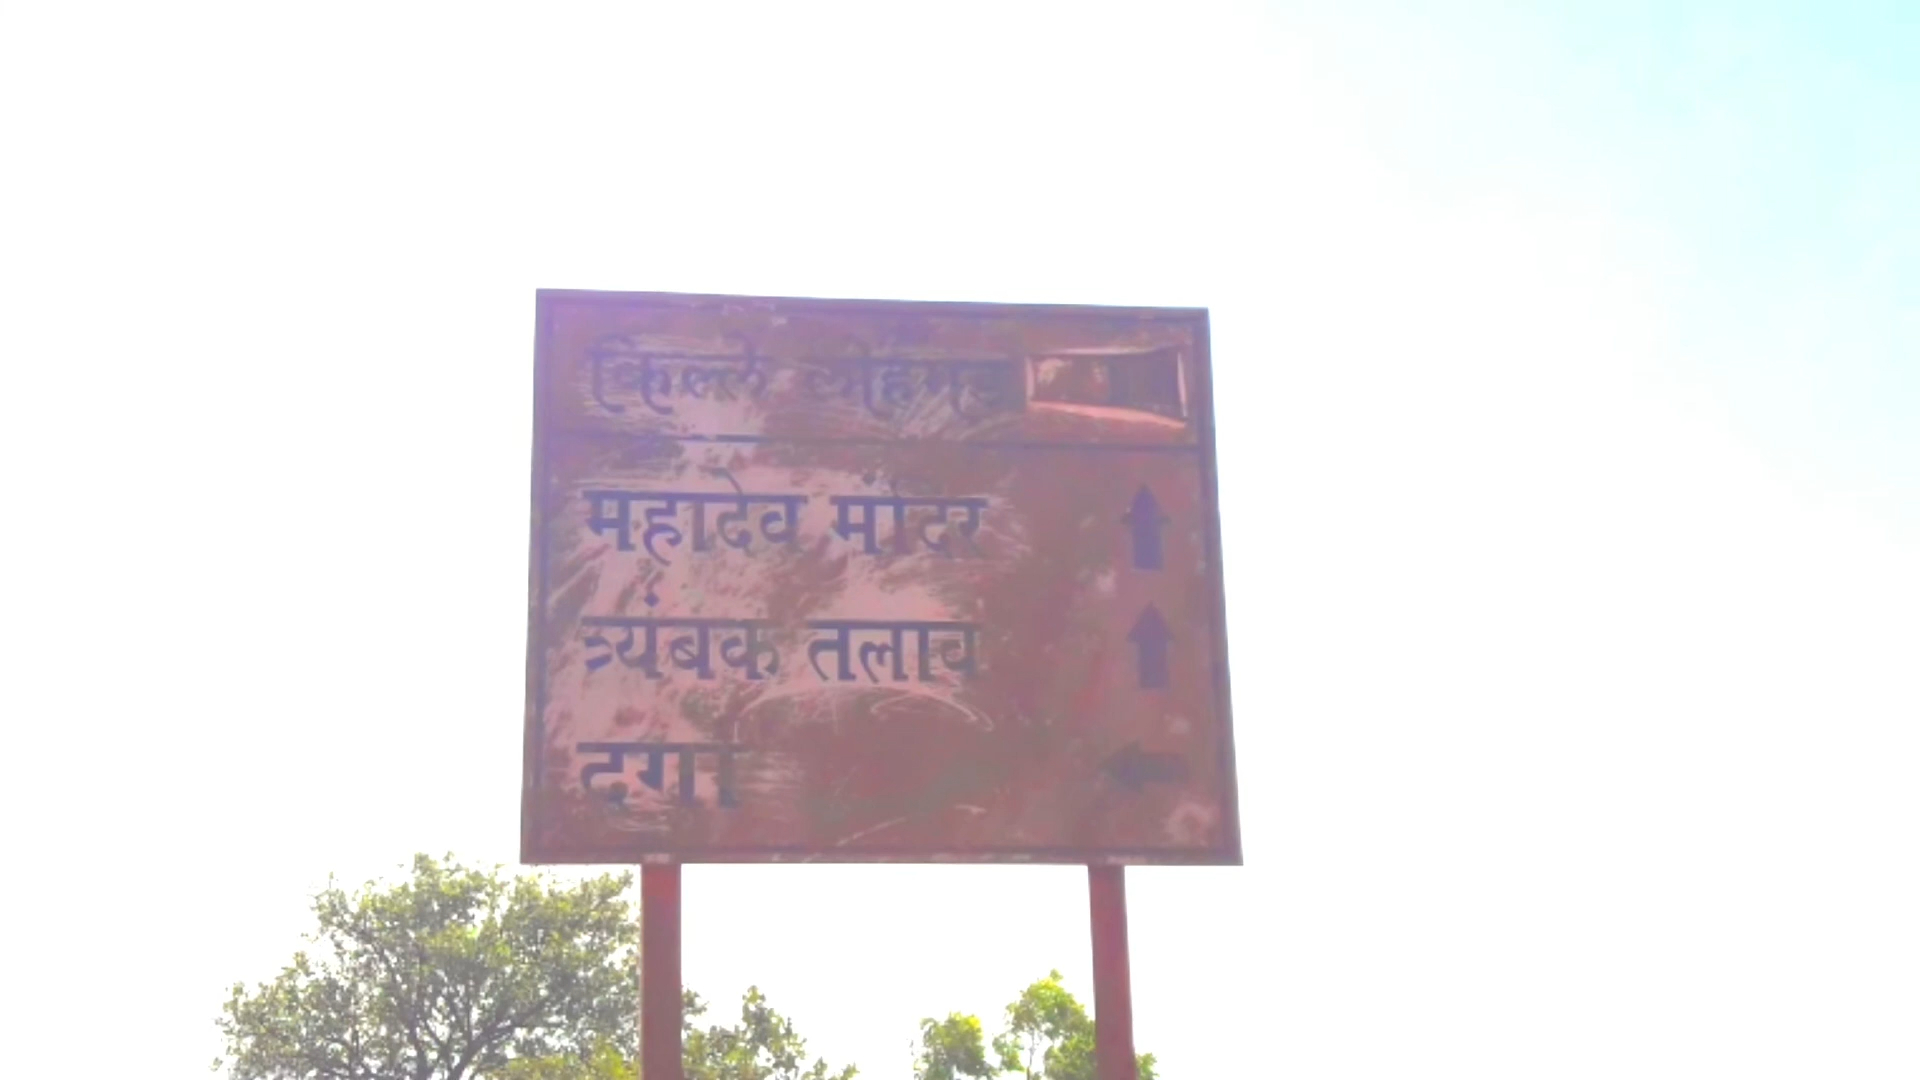 किल्ले लोहगड
महादेव मंदिर
त्र्यंबक तलाव
दर्गा